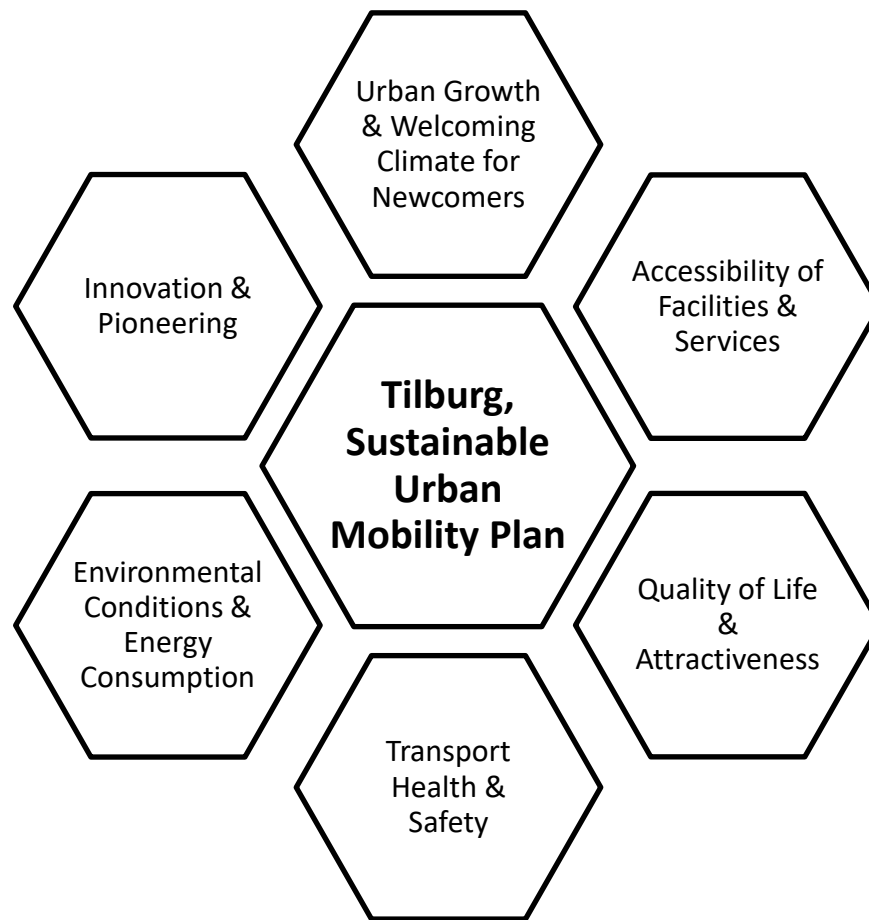 Urban Growth
& Welcoming
Climate for
Newcomers
Innovation &
Pioneering
Accessibility of
Facilities &
Services
Tilburg,
Sustainable
Urban
Mobility Plan
Environmental
Conditions &
Energy
Consumption
Quality of Life
&
Attractiveness
Transport
Health &
Safety